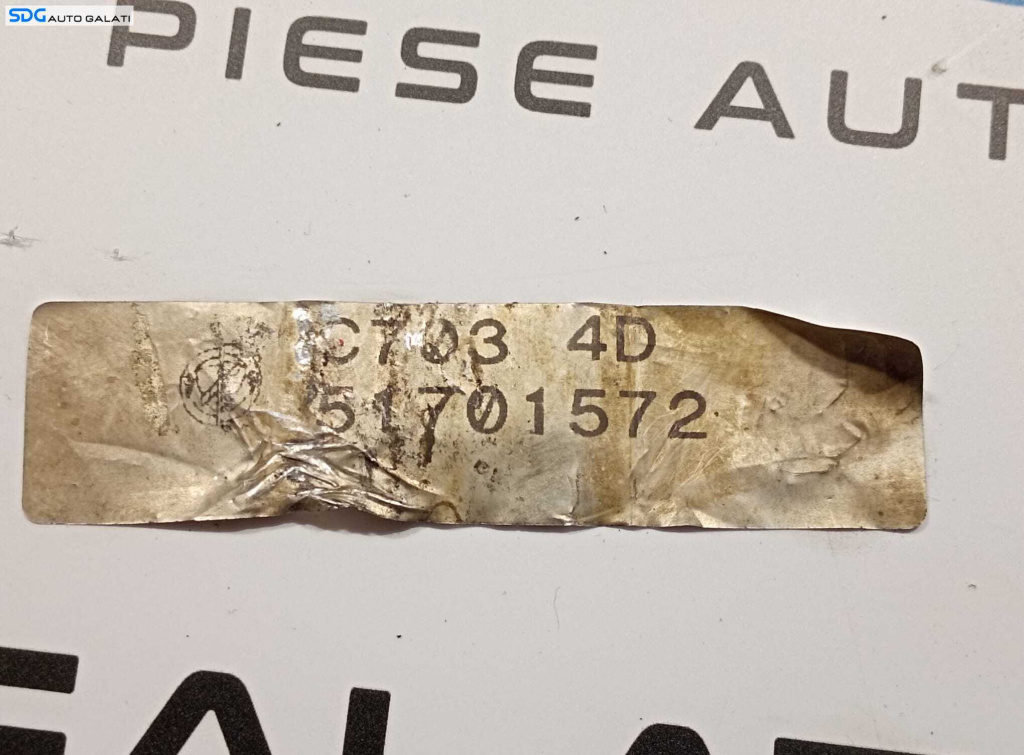 SDG AUTO GALATI
PIESE AUT
C703 4D
51701572